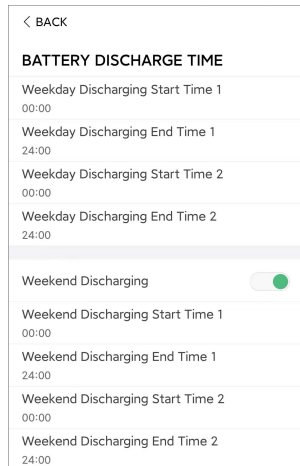 < BACK
BATTERY DISCHARGE TIME
Weekday Discharging Start Time 1
00:00
Weekday Discharging End Time 1
24:00
Weekday Discharging Start Time 2
00:00
Weekday Discharging End Time 2
24:00
Weekend Discharging
Weekend Discharging Start Time 1
00:00
Weekend Discharging End Time 1
24:00
Weekend Discharging Start Time 2
00:00
Weekend Discharging End Time 2
24:00